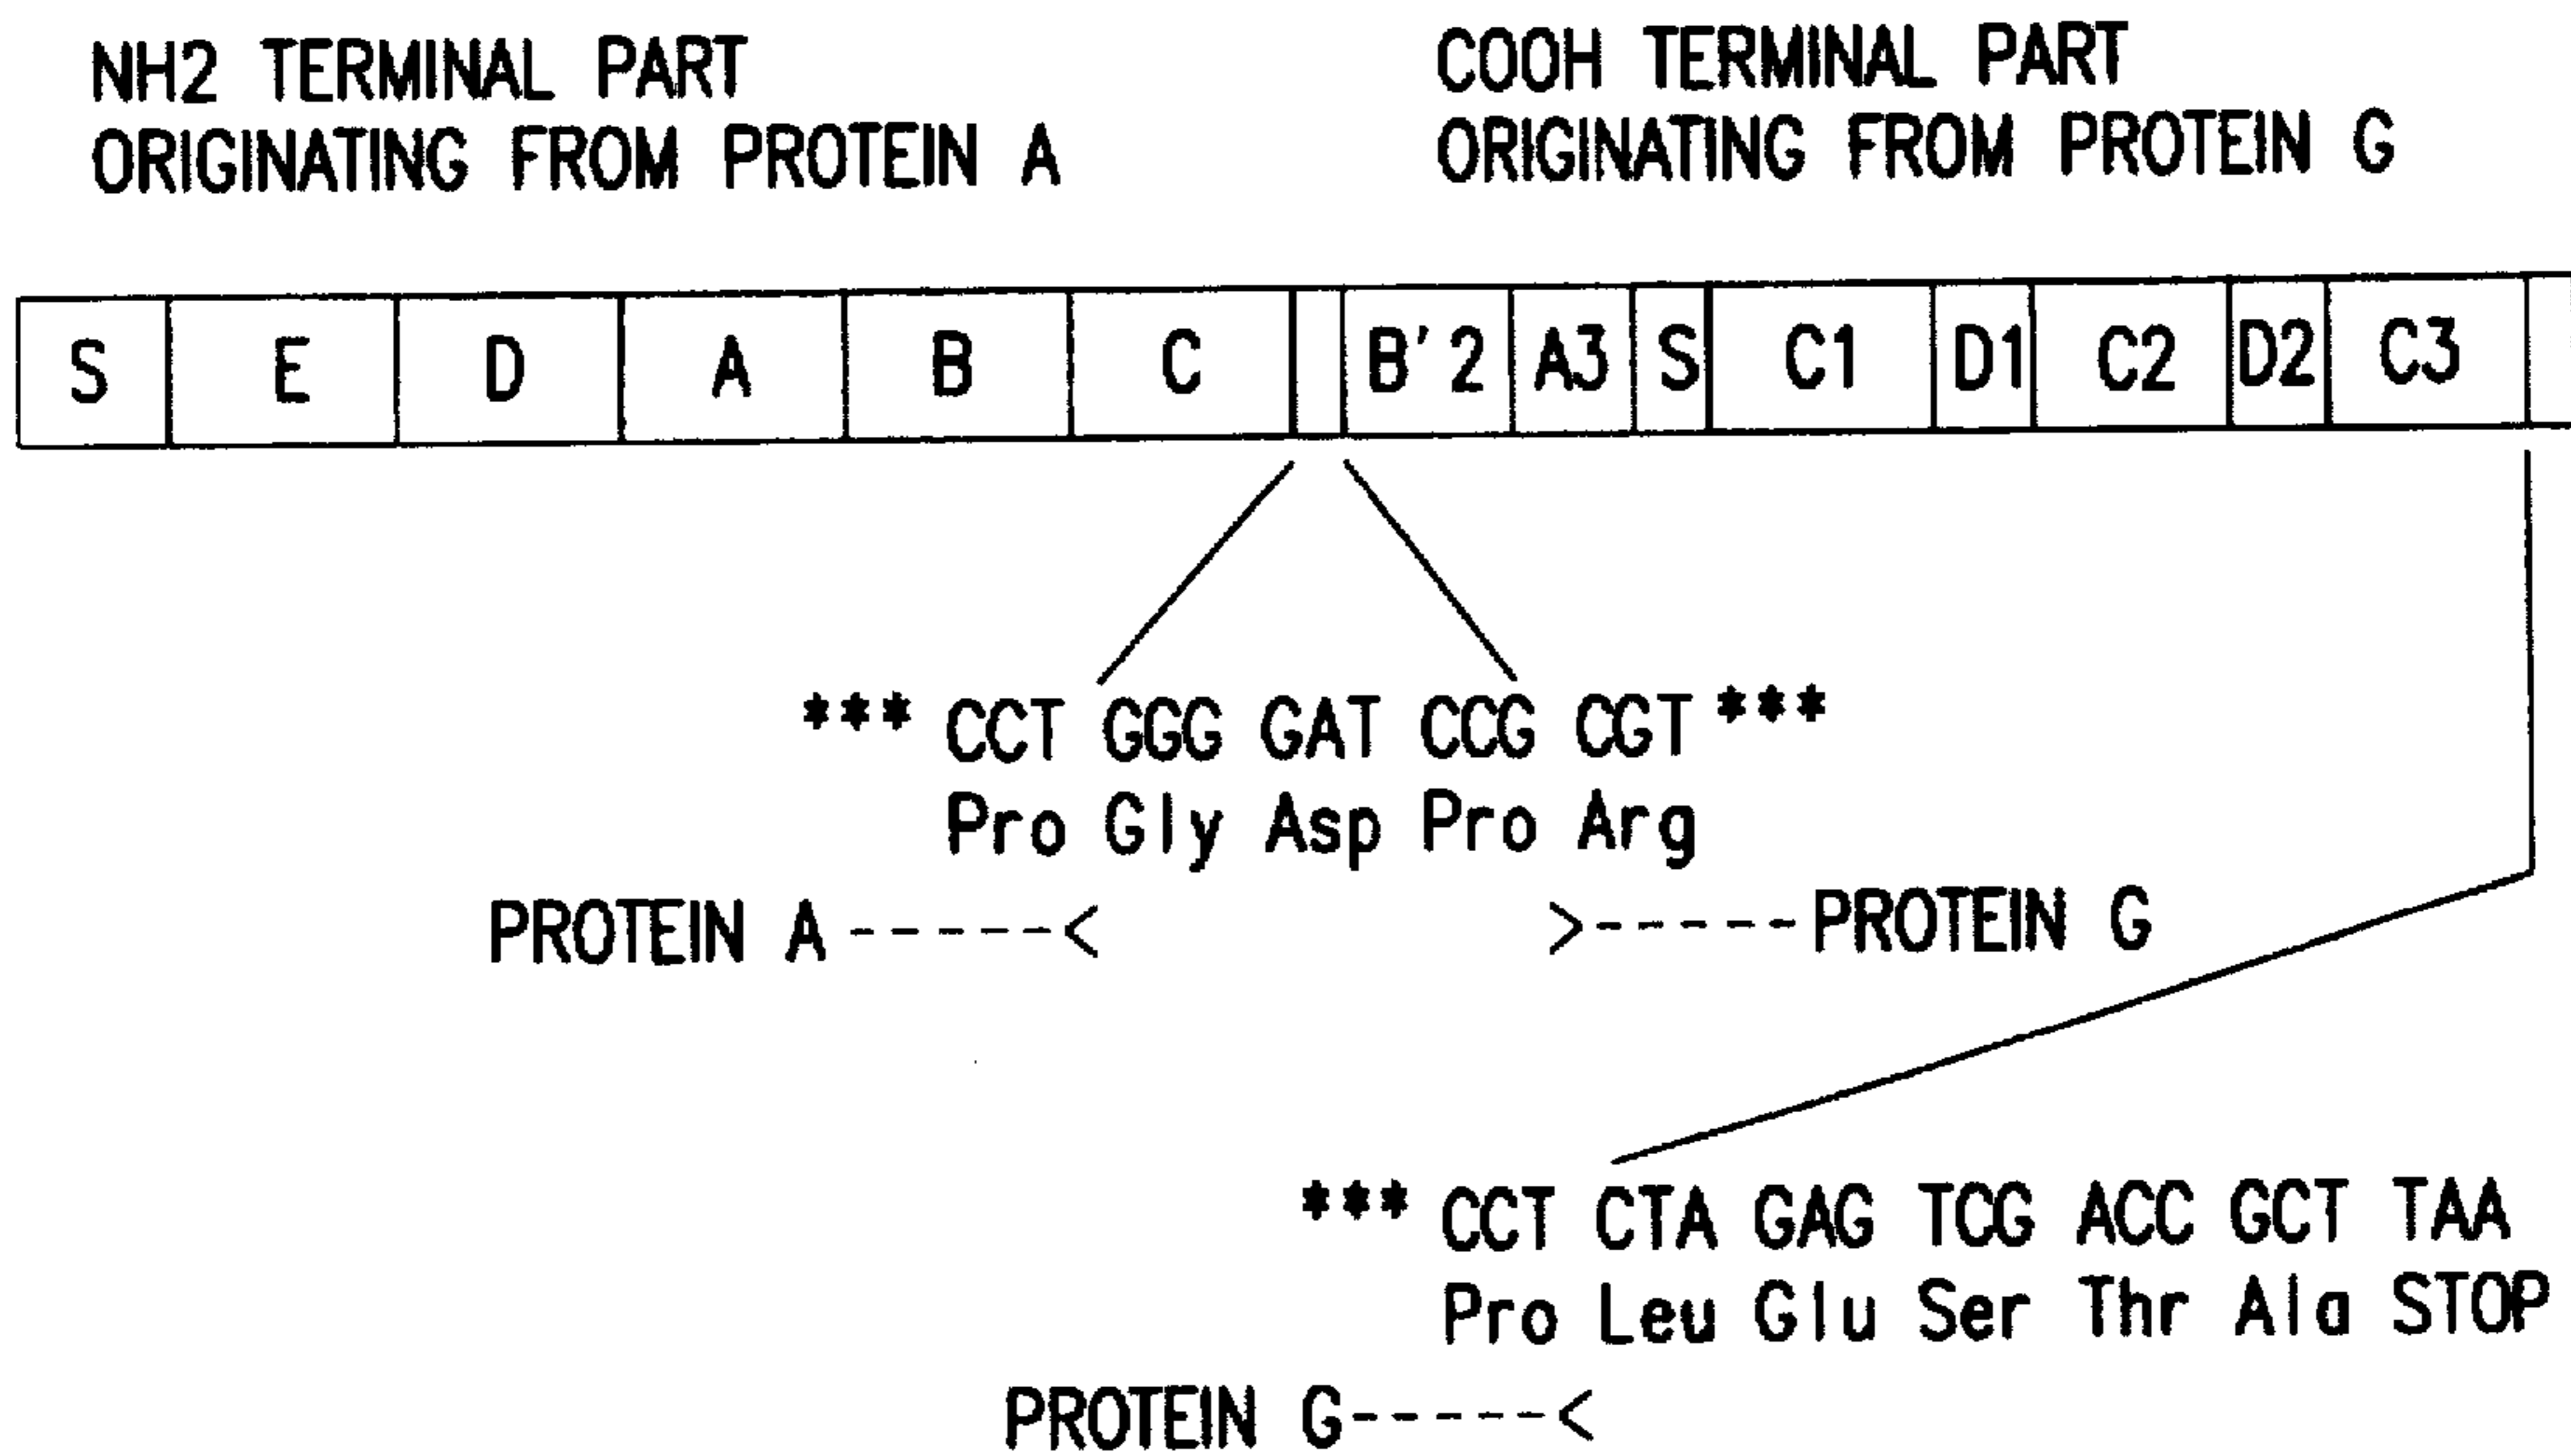 NH2 TERMINAL PART
ORIGINATING FROM PROTEIN A
COOH TERMINAL PART
ORIGINATING FROM PROTEIN G
S E D A B C B'2 A3 S C1 D1 C2 D2 C3
*** CCT GGG GAT CCG CGT ***
Pro Gly Asp Pro Arg
PROTEIN A -----< >-----PROTEIN G
*** CCT CTA GAG TCG ACC GCT TAA
Pro Leu Glu Ser Thr Ala STOP
PROTEIN G-----<